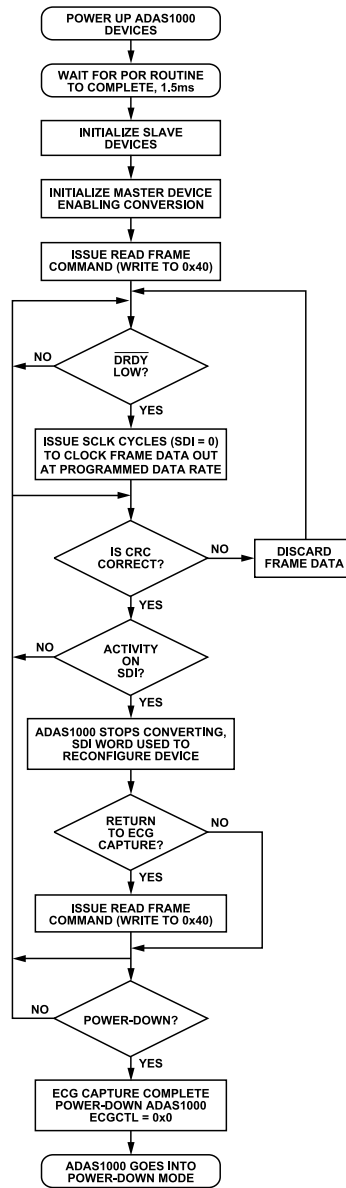 POWER UP ADAS1000
DEVICES
WAIT FOR POR ROUTINE
TO COMPLETE, 1.5ms
INITIALIZE SLAVE
DEVICES
INITIALIZE MASTER DEVICE
ENABLING CONVERSION
ISSUE READ FRAME
COMMAND (WRITE TO 0x40)
NO
DRDY
LOW?
YES
ISSUE SCLK CYCLES (SDI = 0)
TO CLOCK FRAME DATA OUT
AT PROGRAMMED DATA RATE
IS CRC
CORRECT?
NO
DISCARD
FRAME DATA
YES
NO
ACTIVITY
ON
SDI?
YES
ADAS1000 STOPS CONVERTING,
SDI WORD USED TO
RECONFIGURE DEVICE
RETURN
TO ECG
CAPTURE?
NO
YES
ISSUE READ FRAME
COMMAND (WRITE TO 0x40)
NO
POWER-DOWN?
YES
ECG CAPTURE COMPLETE
POWER-DOWN ADAS1000
ECGCTL = 0x0
ADAS1000 GOES INTO
POWER-DOWN MODE